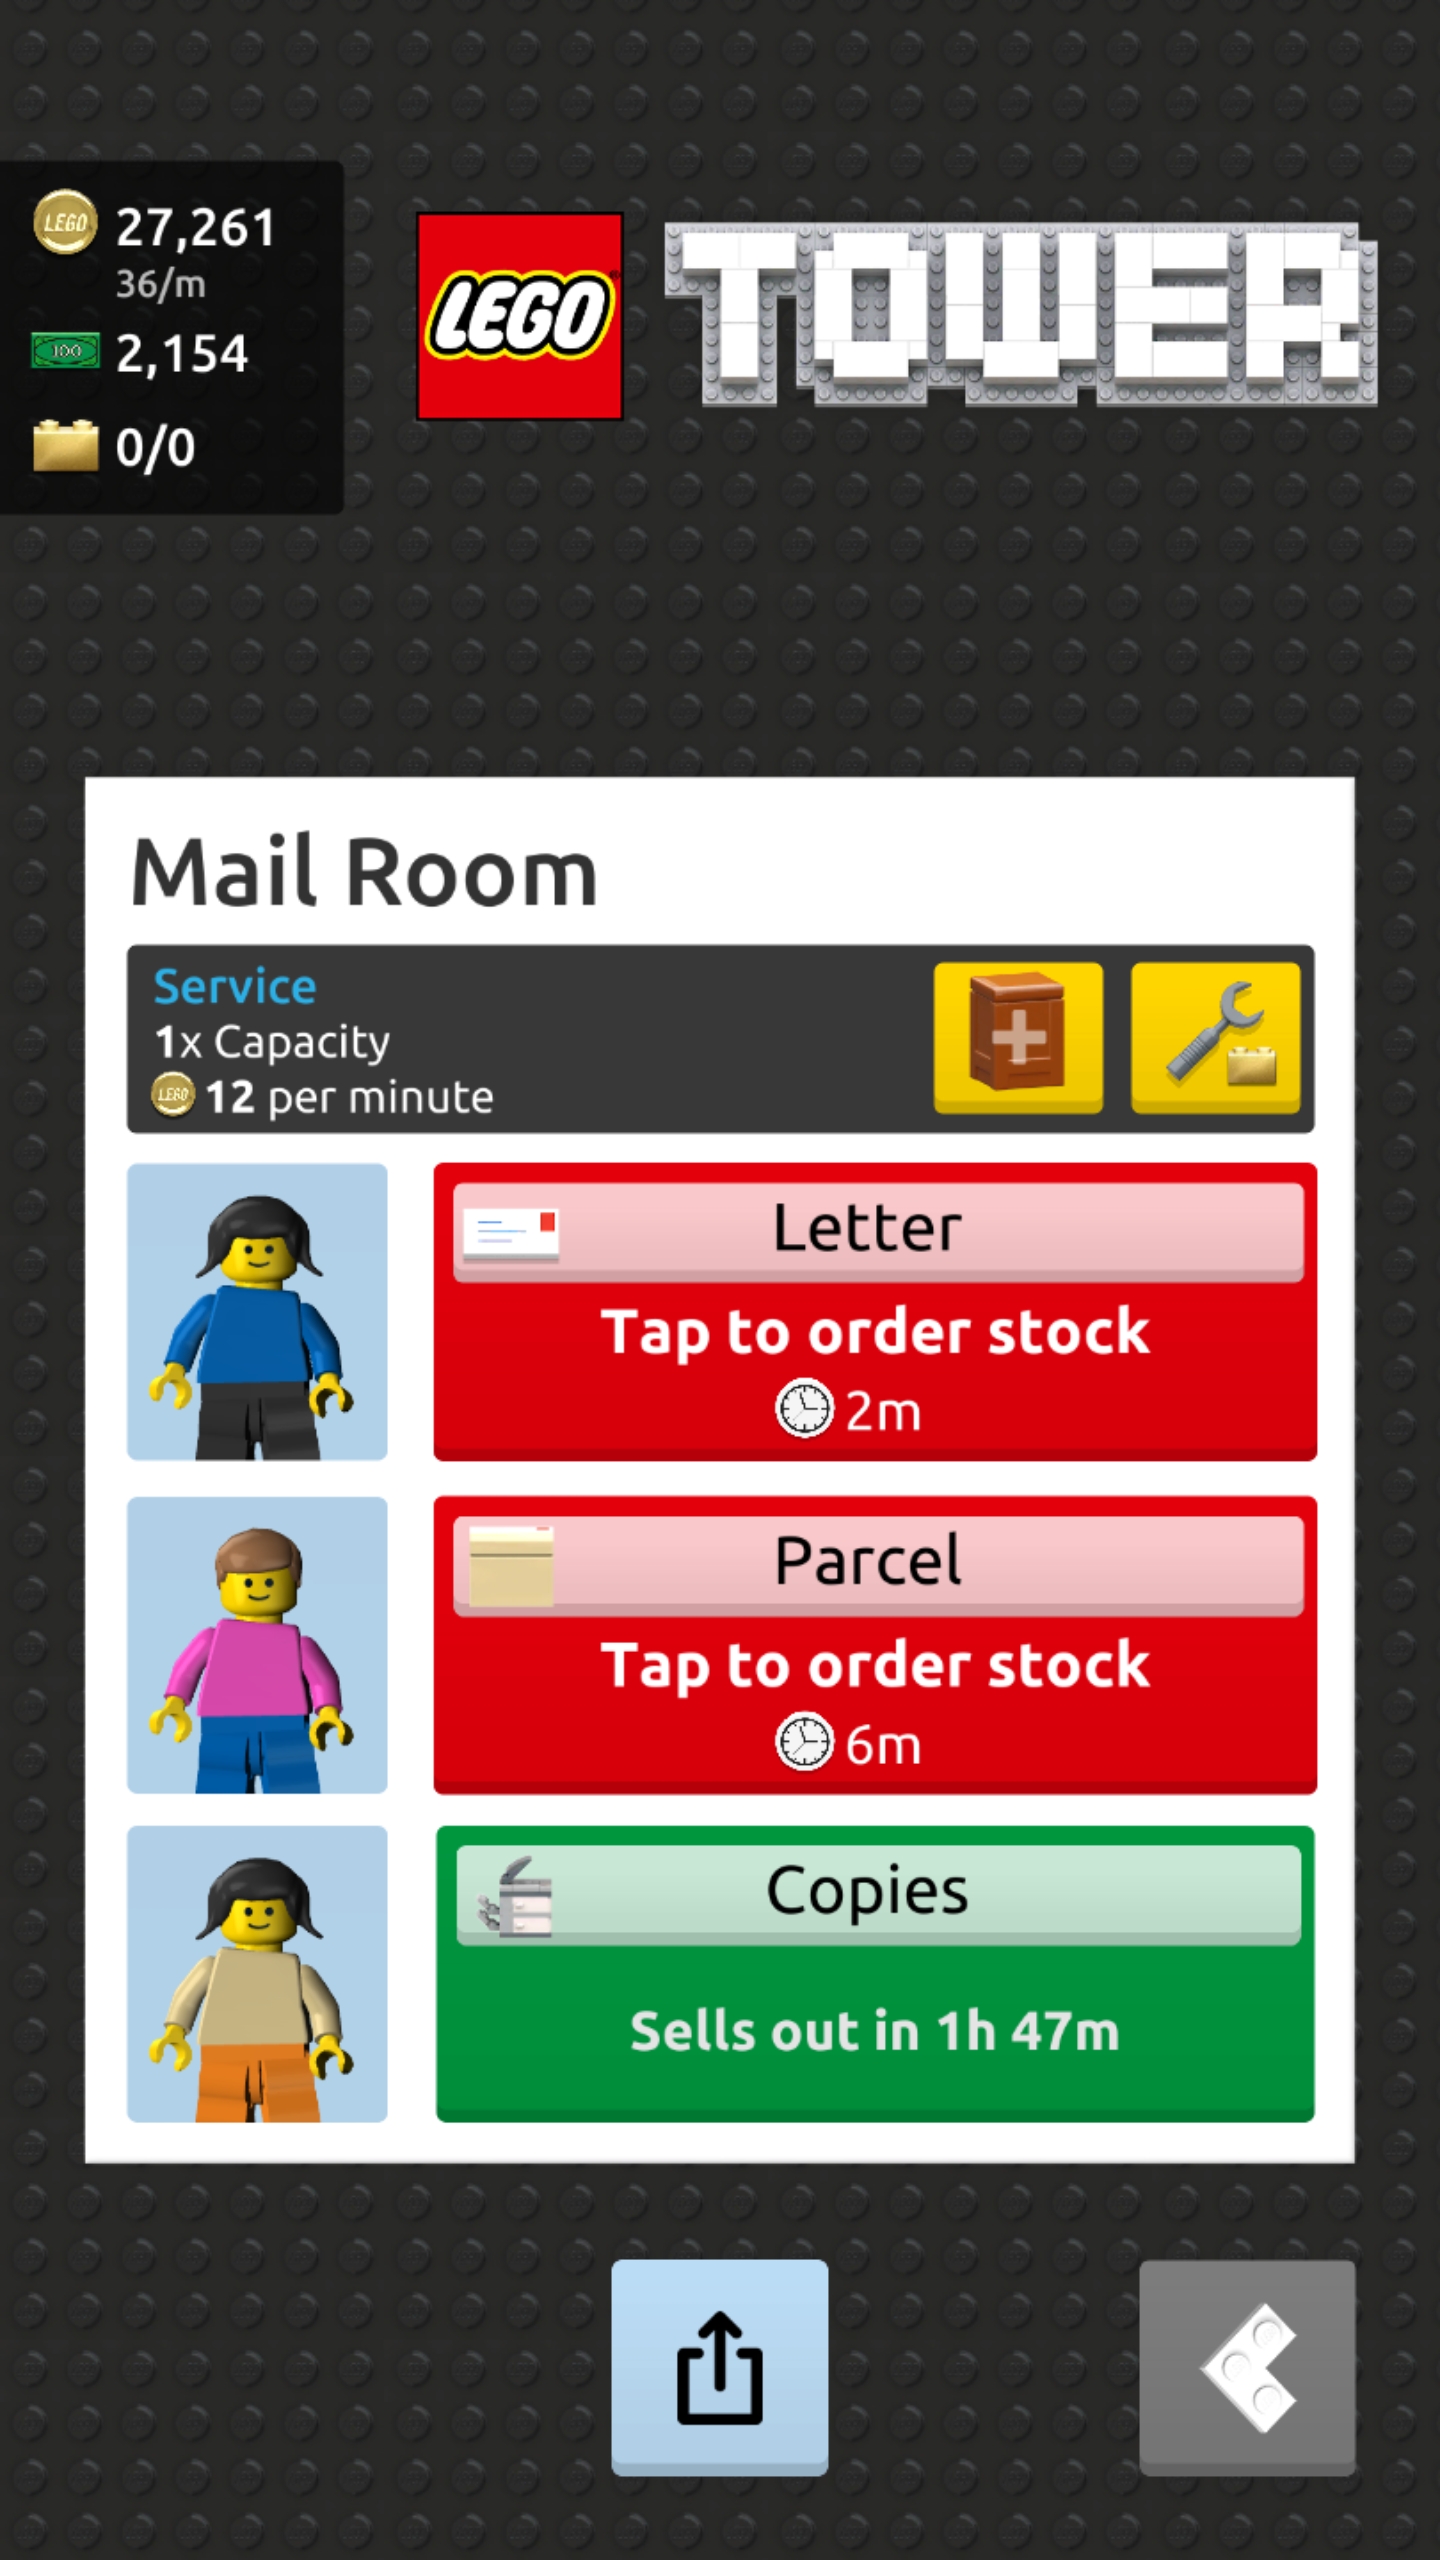 LEGO
27,261
36/m
100
2,154
0/0
LEGO
TOWER
Mail Room
Service
1x Capacity
LEGO
12 per minute
Letter
Tap to order stock
2m
Parcel
Tap to order stock
6m
Copies
Sells out in 1h 47m